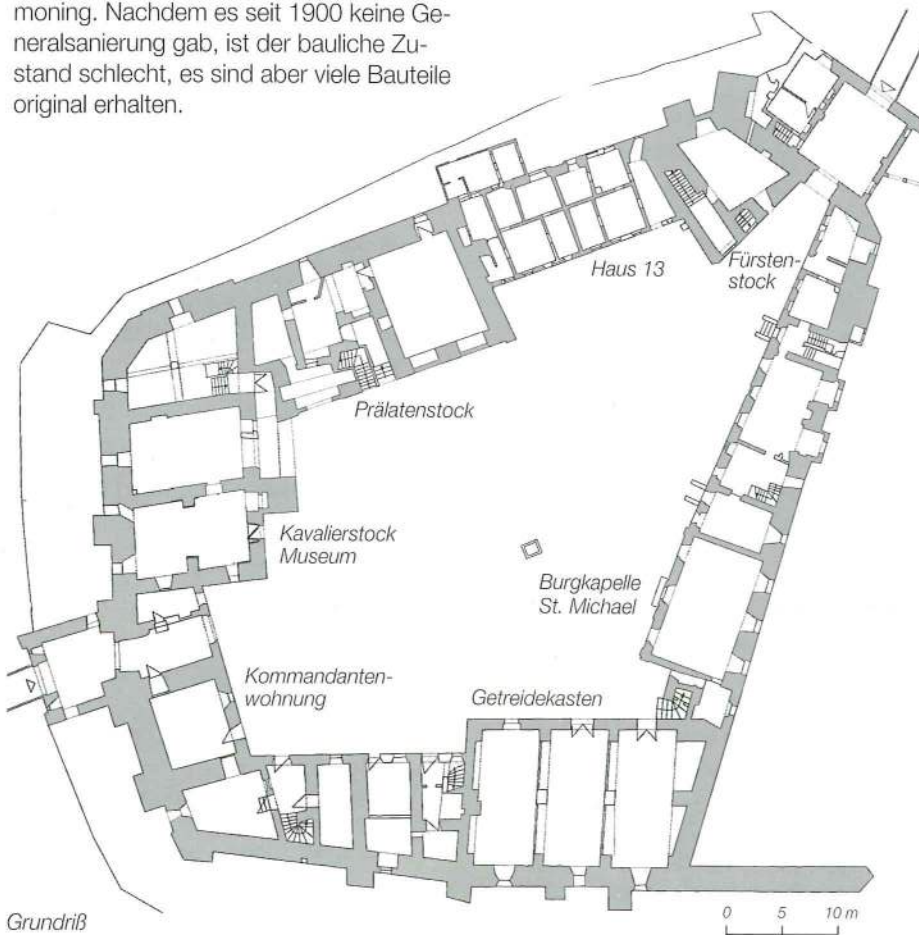 moning. Nachdem es seit 1900 keine Ge-
neralsanierung gab, ist der bauliche Zu-
stand schlecht, es sind aber viele Bauteile
original erhalten.
Haus 13
Fürsten-
stock
Prälatenstock
Kavalierstock
Museum
Burgkapelle
St. Michael
Kommandanten-
wohnung
Getreidekasten
Grundriß
0 5 10 m